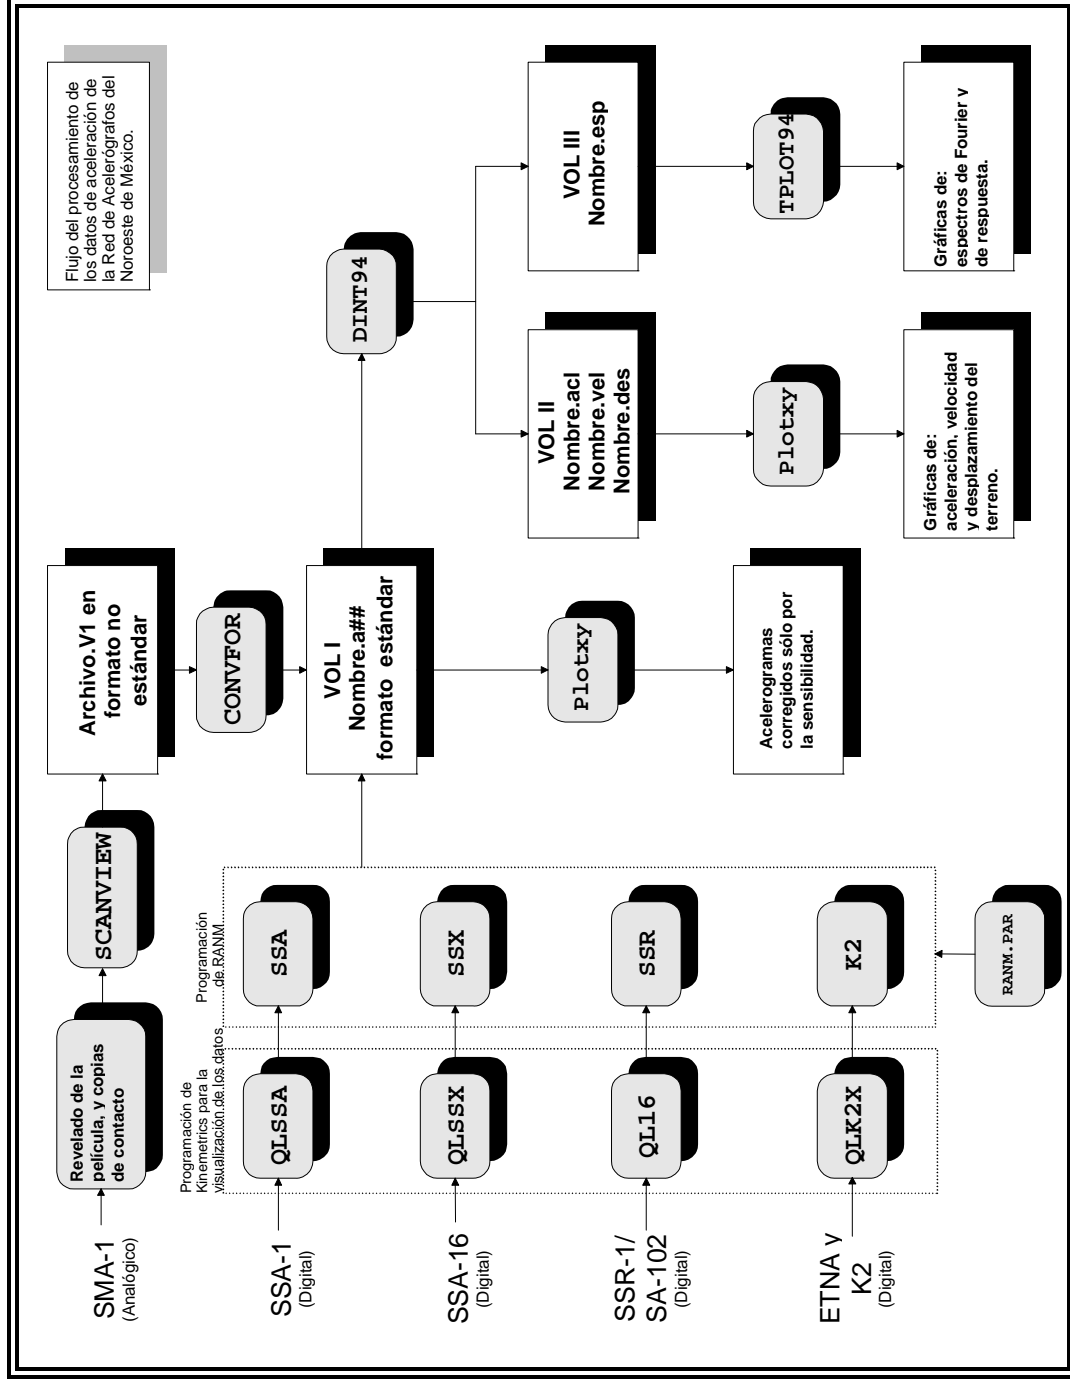 Flujo del procesamiento de
los datos de aceleración de
la Red de Acelerógrafos del
Noroeste de México.
SMA-1
(Analógico)
Revelado de la
película, y copias
de contacto
SCANVIEW
Archivo.V1 en
formato no
estándar
CONVFOR
Programación de
Kinemetrics para la
visualización de los datos
Programación
de RANM
SSA-1
(Digital)
QLSSA
SSA
SSA-16
(Digital)
QLSSX
SSX
SSR-1/
SA-102
(Digital)
QL16
SSR
ETNA y
K2
(Digital)
QLK2X
K2
RANM.PAR
VOL I
Nombre.a##
formato estándar
Plotxy
Acelerogramas
corregidos sólo por
la sensibilidad.
DINT94
VOL II
Nombre.acl
Nombre.vel
Nombre.des
Plotxy
Gráficas de:
aceleración, velocidad
y desplazamiento del
terreno.
VOL III
Nombre.esp
TPLOT94
Gráficas de:
espectros de Fourier y
de respuesta.